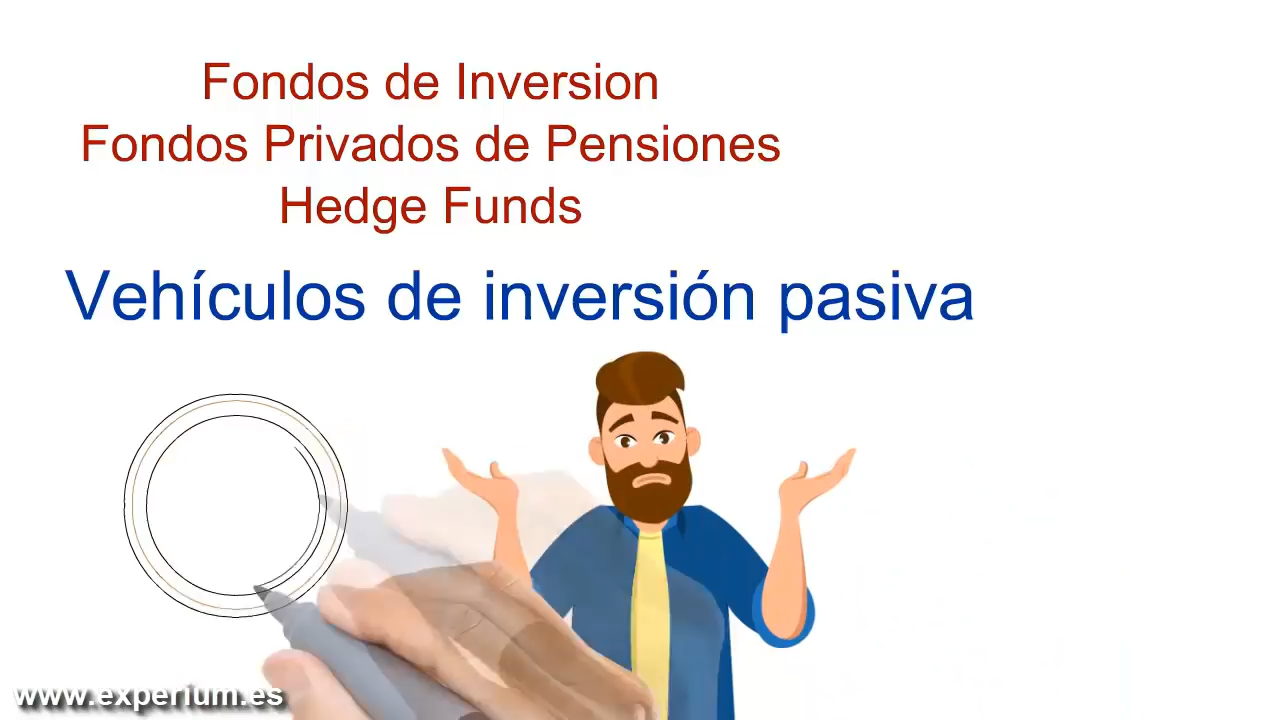 Fondos de Inversion
Fondos Privados de Pensiones
Hedge Funds
Vehículos de inversión pasiva
www.experium.es